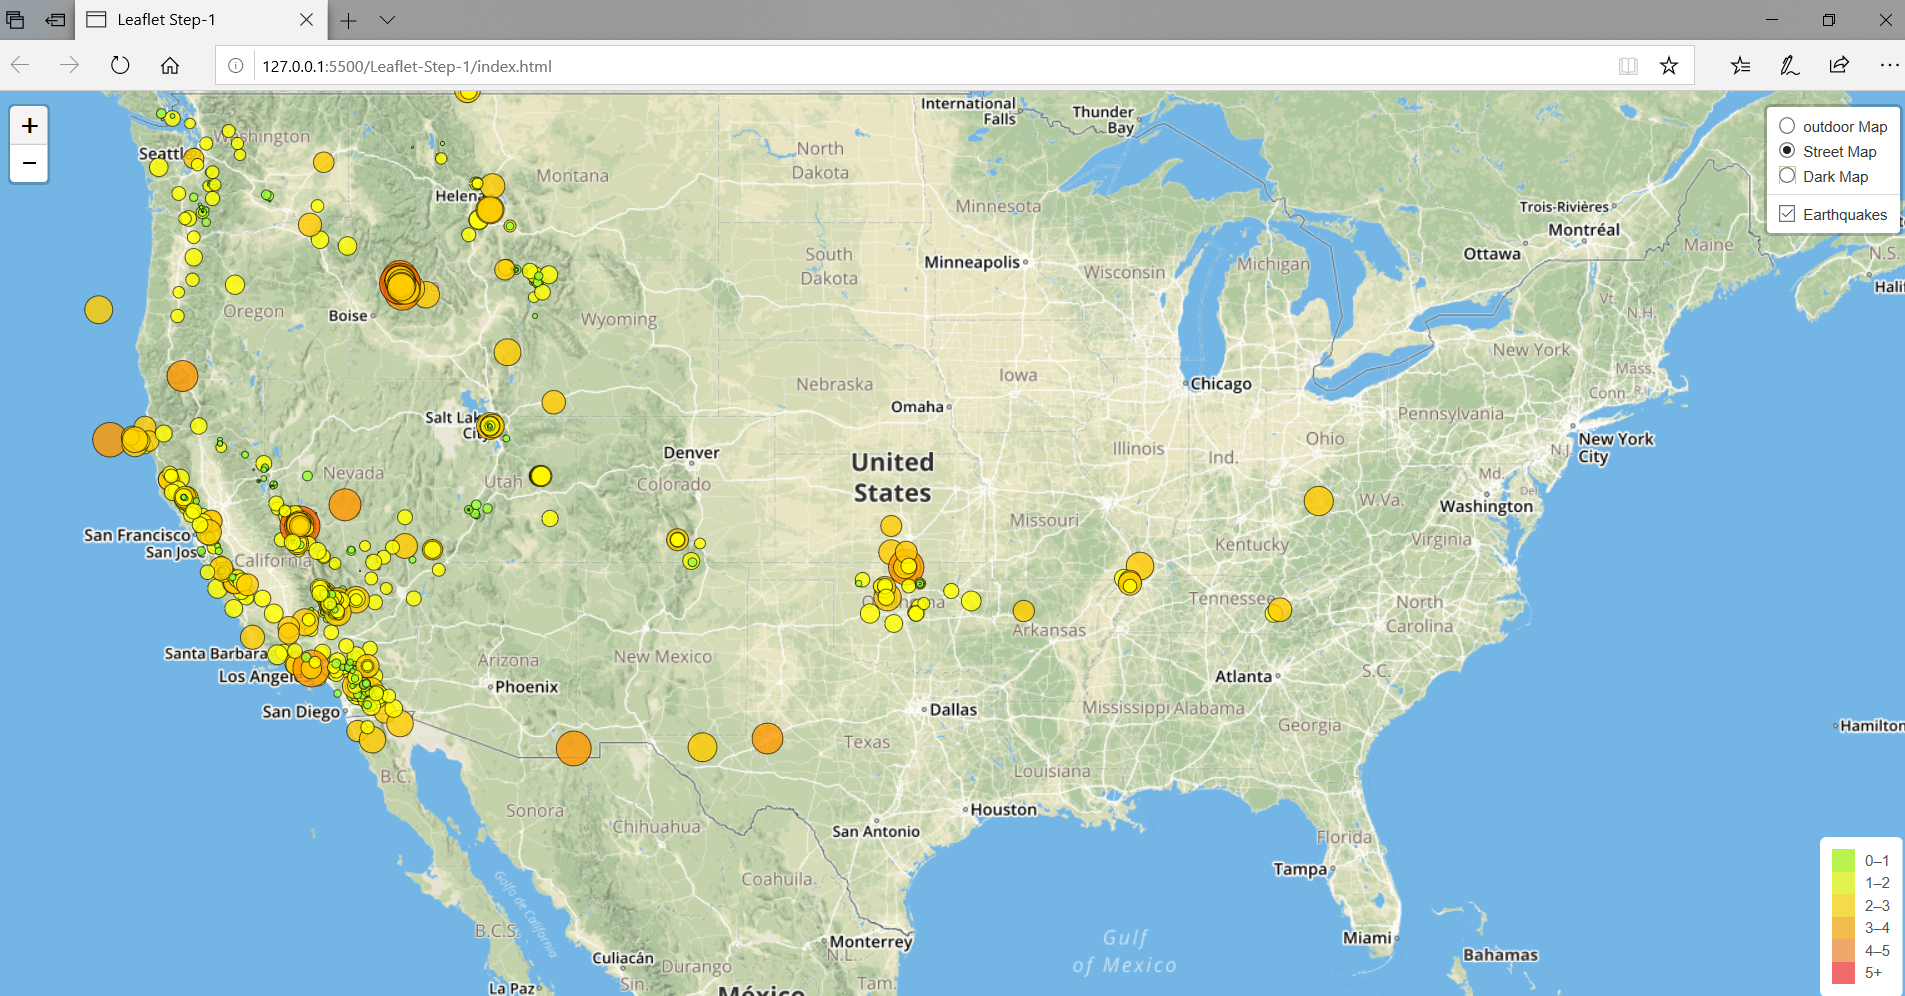 Leaflet Step-1
127.0.0.1:5500/Leaflet-Step-1/index.html
+
−
outdoor Map
Street Map
Dark Map
Earthquakes
International
Falls
Thunder
Bay
Washington
Seattle
North
Dakota
Montana
Helena
Minnesota
Trois-Rivières
Montréal
Ottawa
Maine
N.S.
South
Dakota
Minneapolis
Wisconsin
Michigan
Vt.
N.H.
Oregon
Boise
Wyoming
New York
Mass.
Conn.
R.I.
Nebraska
Iowa
Chicago
Omaha
Pennsylvania
Salt Lak
City
Denver
Illinois
Ohio
Ind.
N.J.
New York
City
United
States
Nevada
Utah
Colorado
Md.
Del
W.Va.
Washington
Missouri
San Francisco
San Jos
California
Kentucky
Virginia
Tennessee
North
Carolina
Arkansas
Santa Barbara
Los Angel
Arizona
New Mexico
Phoenix
Atlanta
S.C.
San Diego
Dallas
Mississippi
Alabama
Georgia
Texas
Hamilton
B.C.
Louisiana
Sonora
Chihuahua
Houston
San Antonio
Florida
Tampa
Coahuila
Golfo de California
B.C.S.
Monterrey
N.L.
Gulf
of Mexico
Miami
Bahamas
Culiacán
Sin.
Durango
Tam.
La Paz
México
0–1
1–2
2–3
3–4
4–5
5+